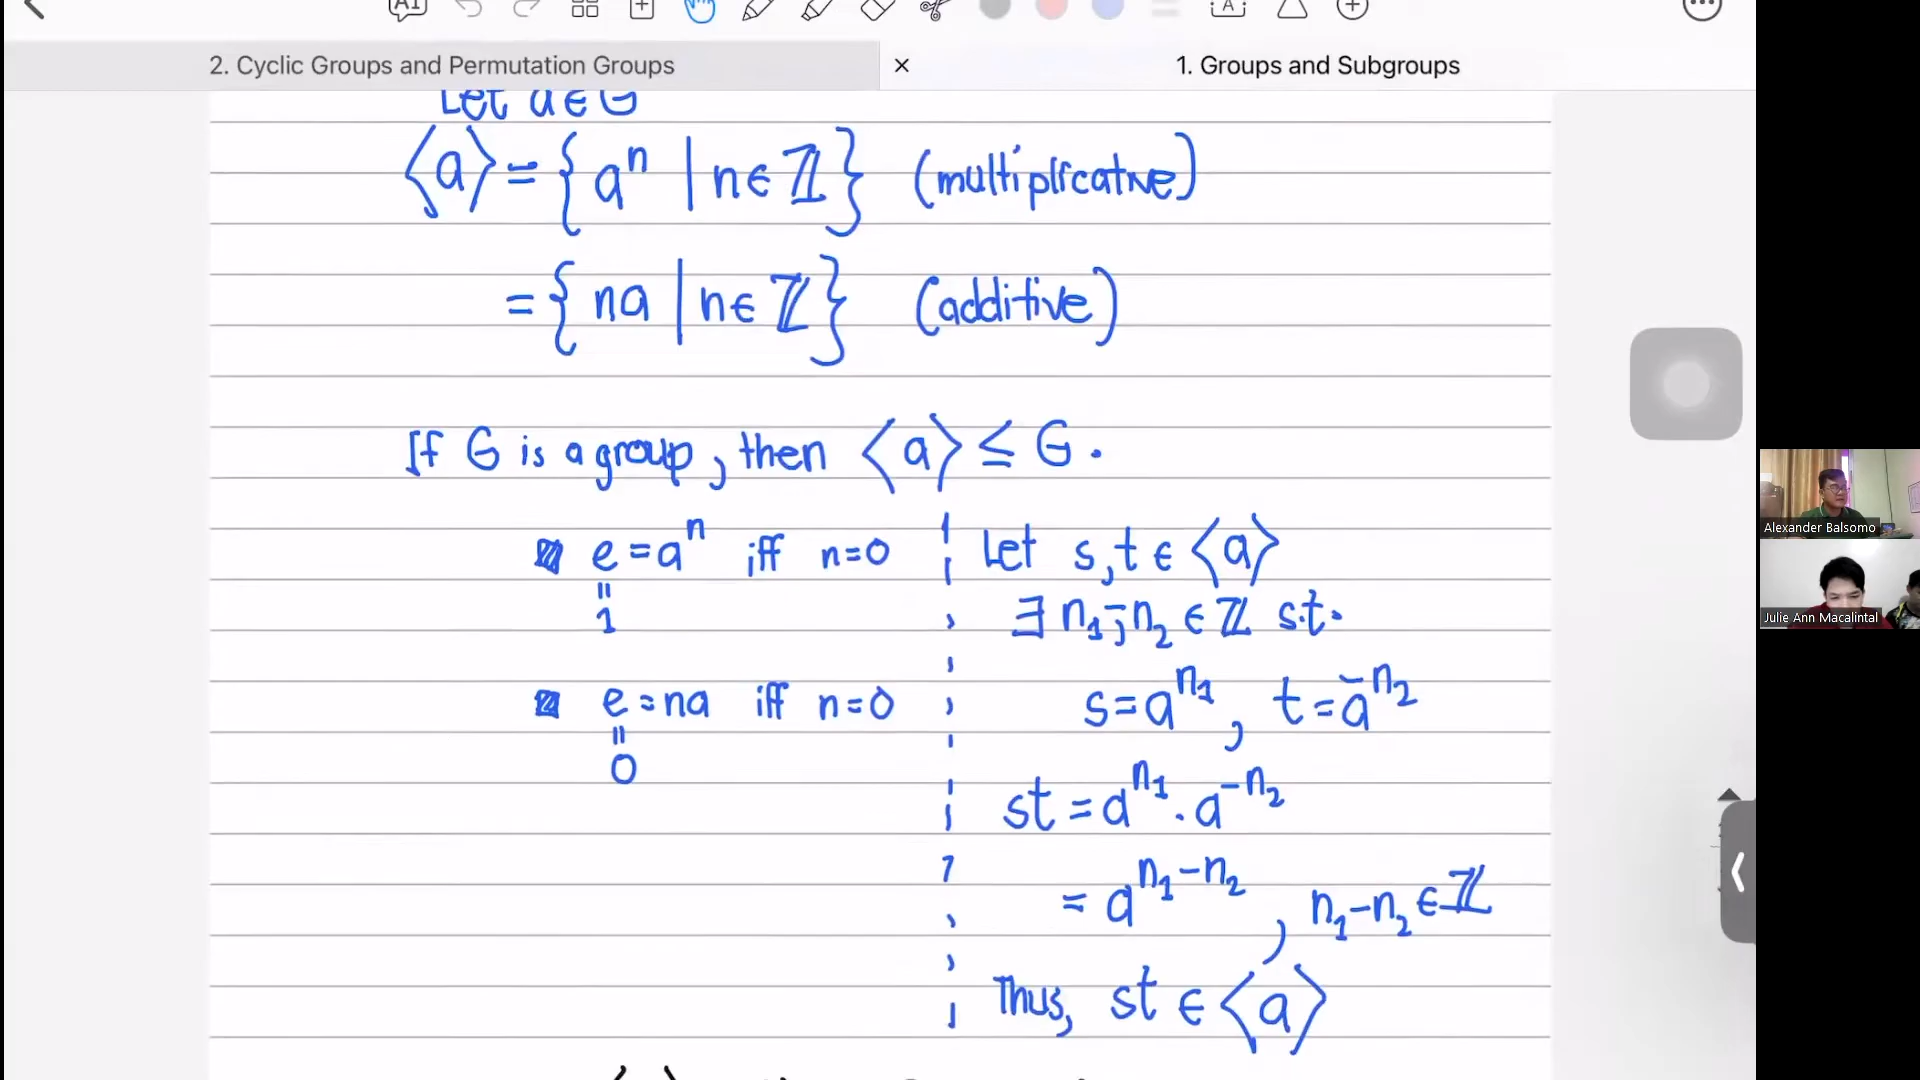 2. Cyclic Groups and Permutation Groups
× 1. Groups and Subgroups
Let a ∈ G
⟨a⟩ = { aⁿ | n ∈ ℤ } (multiplicative)
= { na | n ∈ ℤ } (additive)
If G is a group, then ⟨a⟩ ≤ G.
e = aⁿ iff n = 0
"
1
e = na iff n = 0
"
0
Let s, t ∈ ⟨a⟩
∃ n₁, -n₂ ∈ ℤ s.t.
s = a^{n₁}, t = a^{-n₂}
st = a^{n₁} · a^{-n₂}
= a^{n₁-n₂}, n₁-n₂ ∈ ℤ
Thus, st ∈ ⟨a⟩
Alexander Balsomo
Julie Ann Macalintal